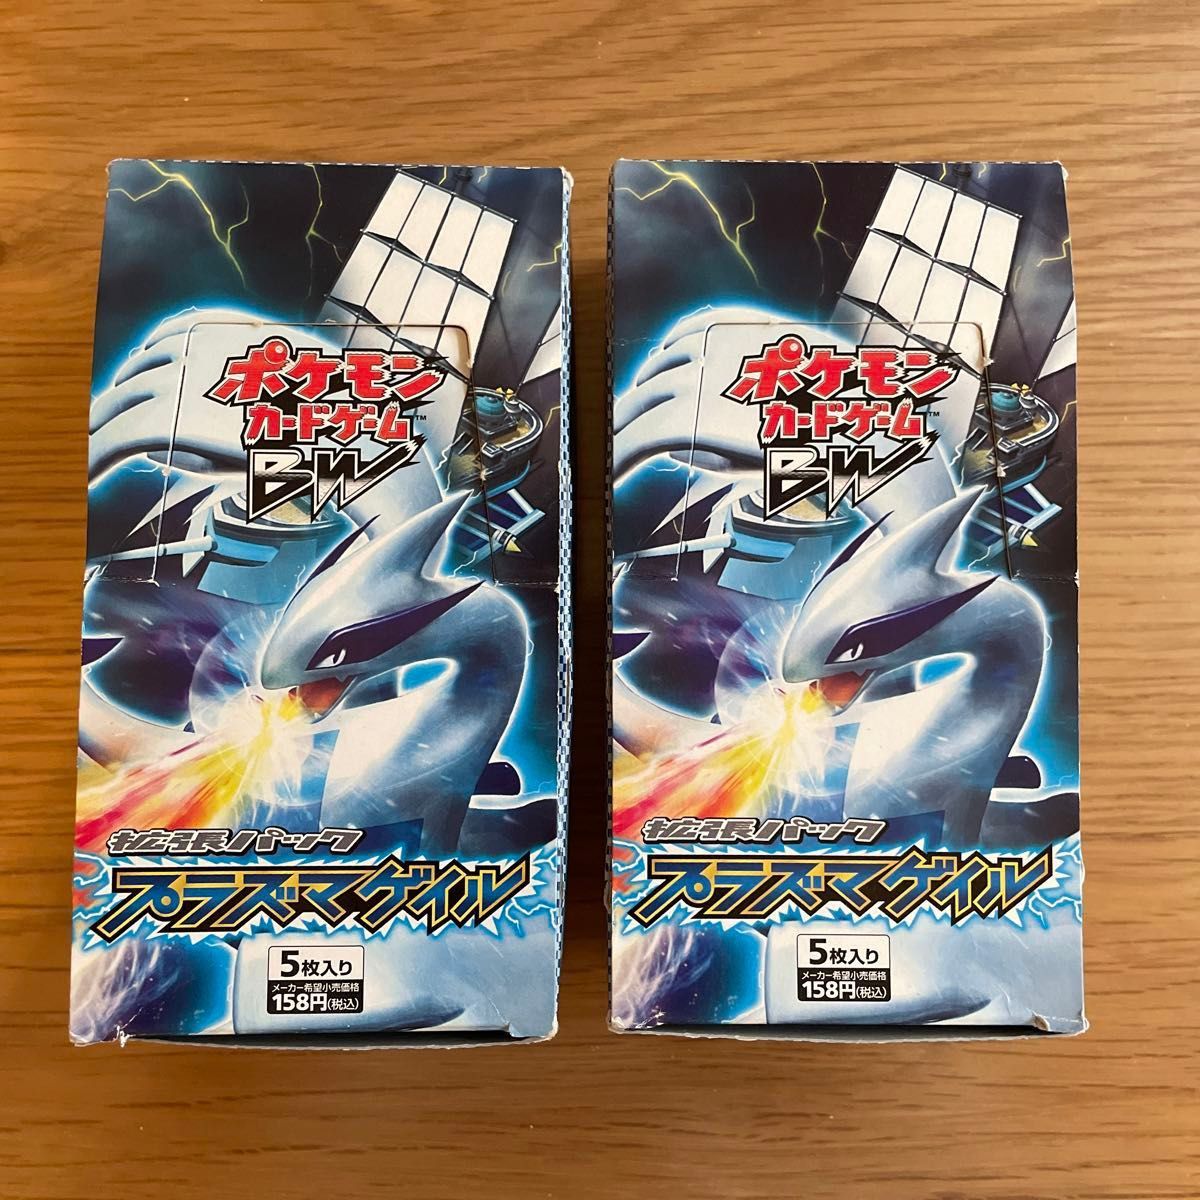 ポケモン
カードゲーム™
BW
拡張パック
プラズマゲイル
5枚入り
メーカー希望小売価格
158円(税込)
ポケモン
カードゲーム™
BW
拡張パック
プラズマゲイル
5枚入り
メーカー希望小売価格
158円(税込)